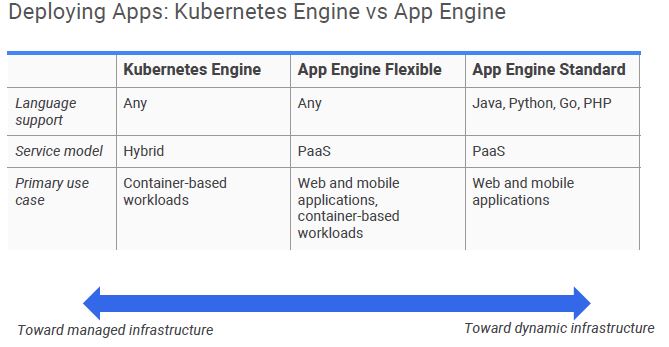 Deploying Apps: Kubernetes Engine vs App Engine
Kubernetes Engine
App Engine Flexible
App Engine Standard
Language
support
Any
Any
Java, Python, Go, PHP
Service model
Hybrid
PaaS
PaaS
Primary use
case
Container-based
workloads
Web and mobile
applications,
container-based
workloads
Web and mobile
applications
Toward managed infrastructure
Toward dynamic infrastructure